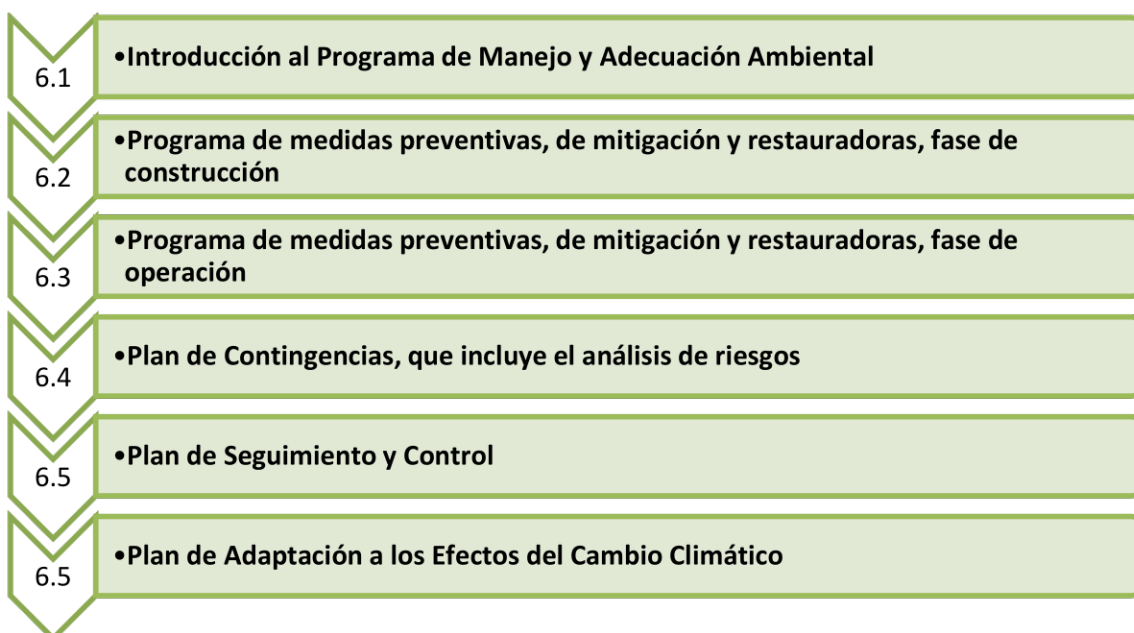 6.1
•Introducción al Programa de Manejo y Adecuación Ambiental
6.2
•Programa de medidas preventivas, de mitigación y restauradoras, fase de
construcción
6.3
•Programa de medidas preventivas, de mitigación y restauradoras, fase de
operación
6.4
•Plan de Contingencias, que incluye el análisis de riesgos
6.5
•Plan de Seguimiento y Control
6.5
•Plan de Adaptación a los Efectos del Cambio Climático